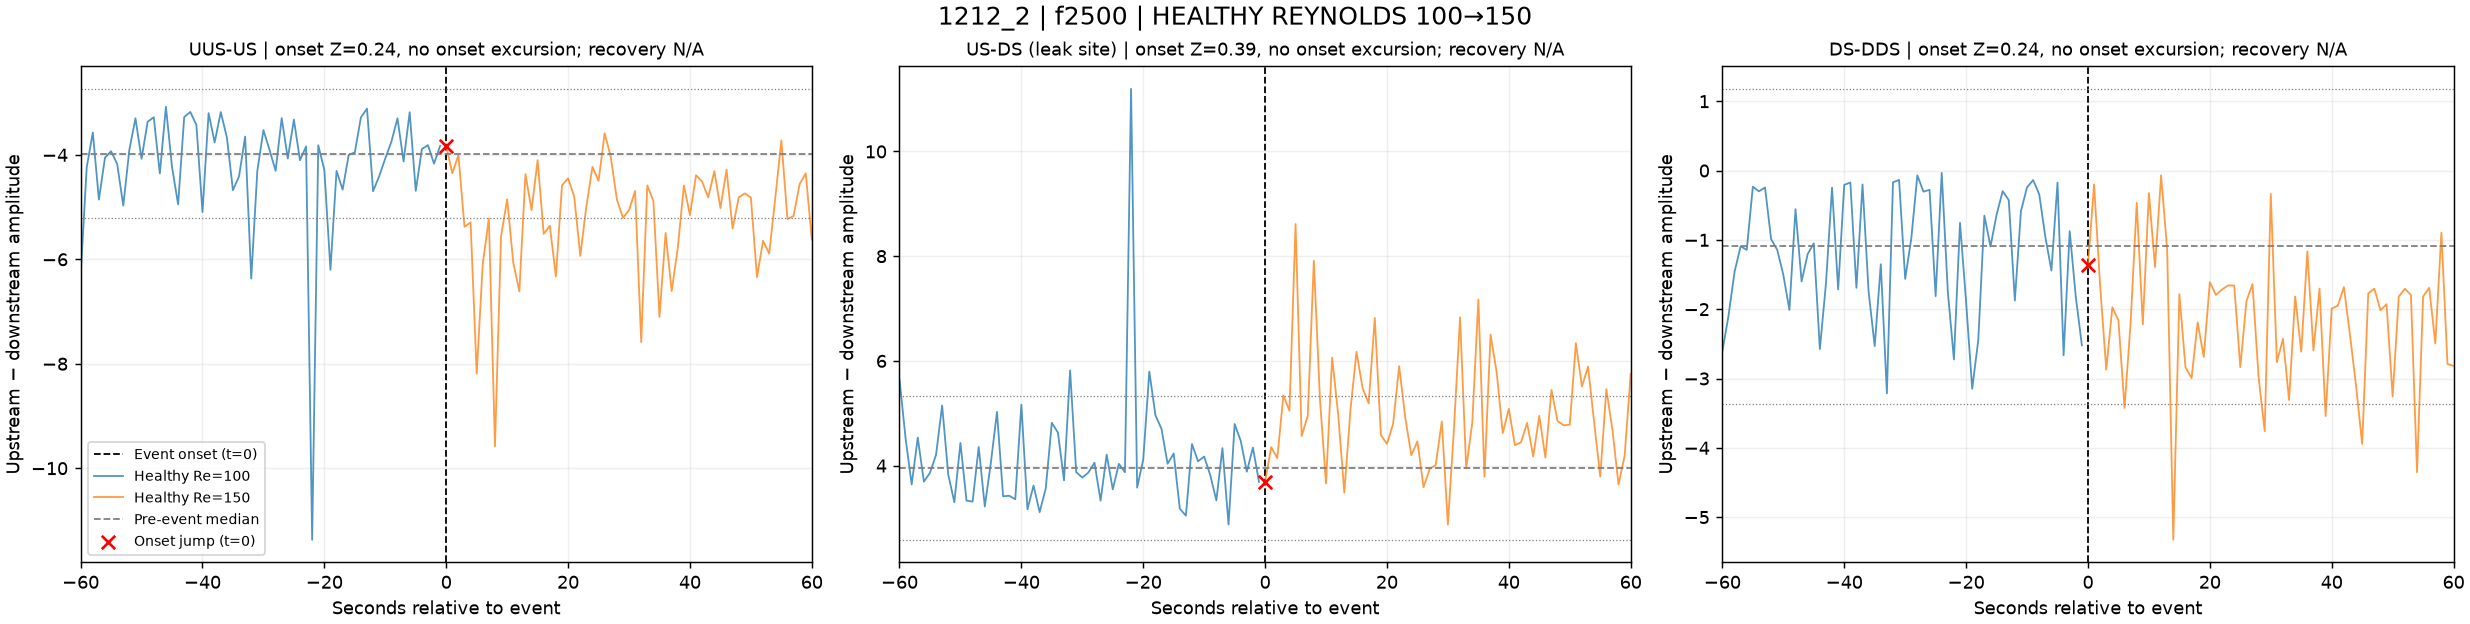 1212_2 | f2500 | HEALTHY REYNOLDS 100→150
UUS-US | onset Z=0.24, no onset excursion; recovery N/A
Upstream − downstream amplitude
−4
−6
−8
−10
Event onset (t=0)
Healthy Re=100
Healthy Re=150
Pre-event median
Onset jump (t=0)
−60 −40 −20 0 20 40 60
Seconds relative to event
US-DS (leak site) | onset Z=0.39, no onset excursion; recovery N/A
Upstream − downstream amplitude
10
8
6
4
−60 −40 −20 0 20 40 60
Seconds relative to event
DS-DDS | onset Z=0.24, no onset excursion; recovery N/A
Upstream − downstream amplitude
1
0
−1
−2
−3
−4
−5
−60 −40 −20 0 20 40 60
Seconds relative to event